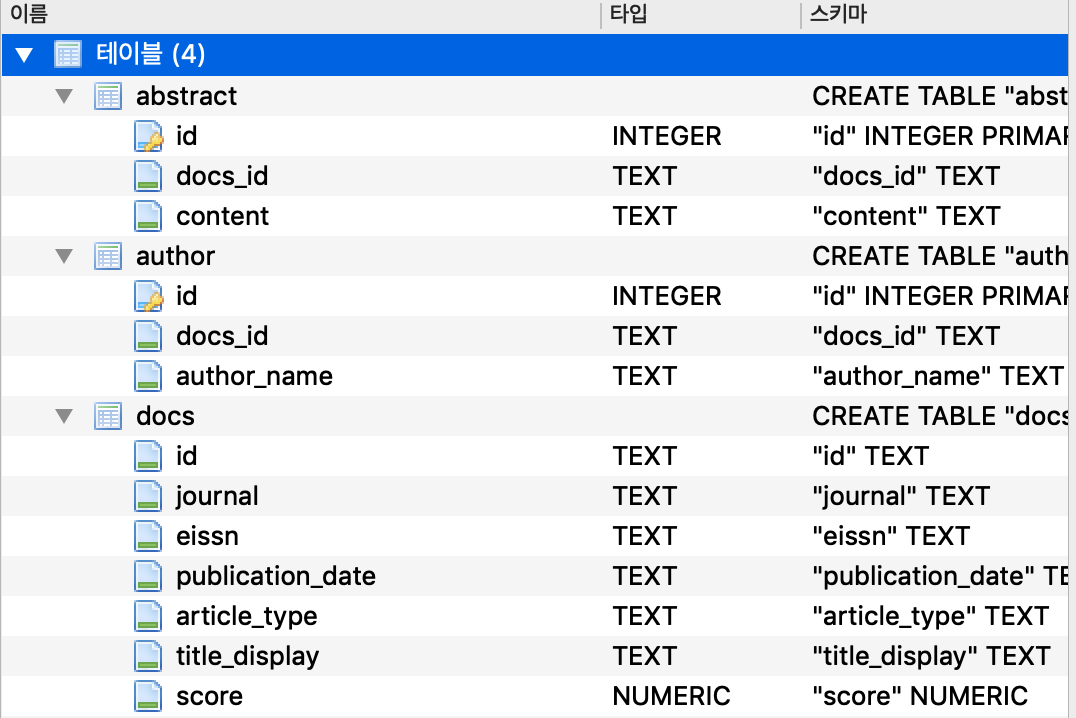 이름 타입 스키마
테이블 (4)
abstract CREATE TABLE "abst
id INTEGER "id" INTEGER PRIMAR
docs_id TEXT "docs_id" TEXT
content TEXT "content" TEXT
author CREATE TABLE "auth
id INTEGER "id" INTEGER PRIMAR
docs_id TEXT "docs_id" TEXT
author_name TEXT "author_name" TEXT
docs CREATE TABLE "docs
id TEXT "id" TEXT
journal TEXT "journal" TEXT
eissn TEXT "eissn" TEXT
publication_date TEXT "publication_date" TE
article_type TEXT "article_type" TEXT
title_display TEXT "title_display" TEXT
score NUMERIC "score" NUMERIC